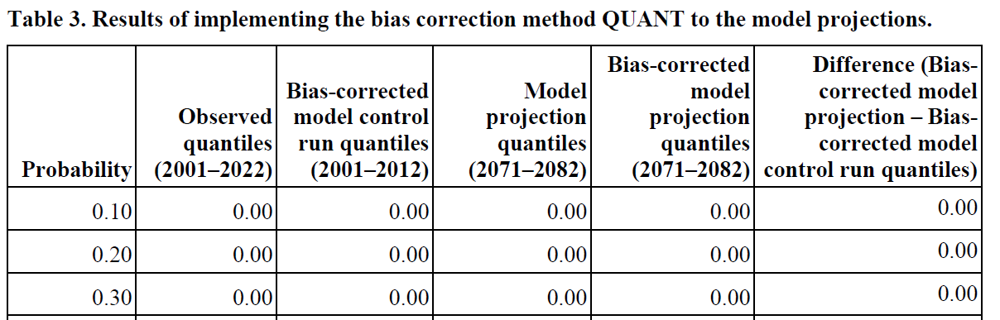 Table 3. Results of implementing the bias correction method QUANT to the model projections.
Probability
Observed
quantiles
(2001–2022)
Bias-corrected
model control
run quantiles
(2001–2012)
Model
projection
quantiles
(2071–2082)
Bias-corrected
model
projection
quantiles
(2071–2082)
Difference (Bias-
corrected model
projection – Bias-
corrected model
control run quantiles)
0.10 0.00 0.00 0.00 0.00 0.00
0.20 0.00 0.00 0.00 0.00 0.00
0.30 0.00 0.00 0.00 0.00 0.00